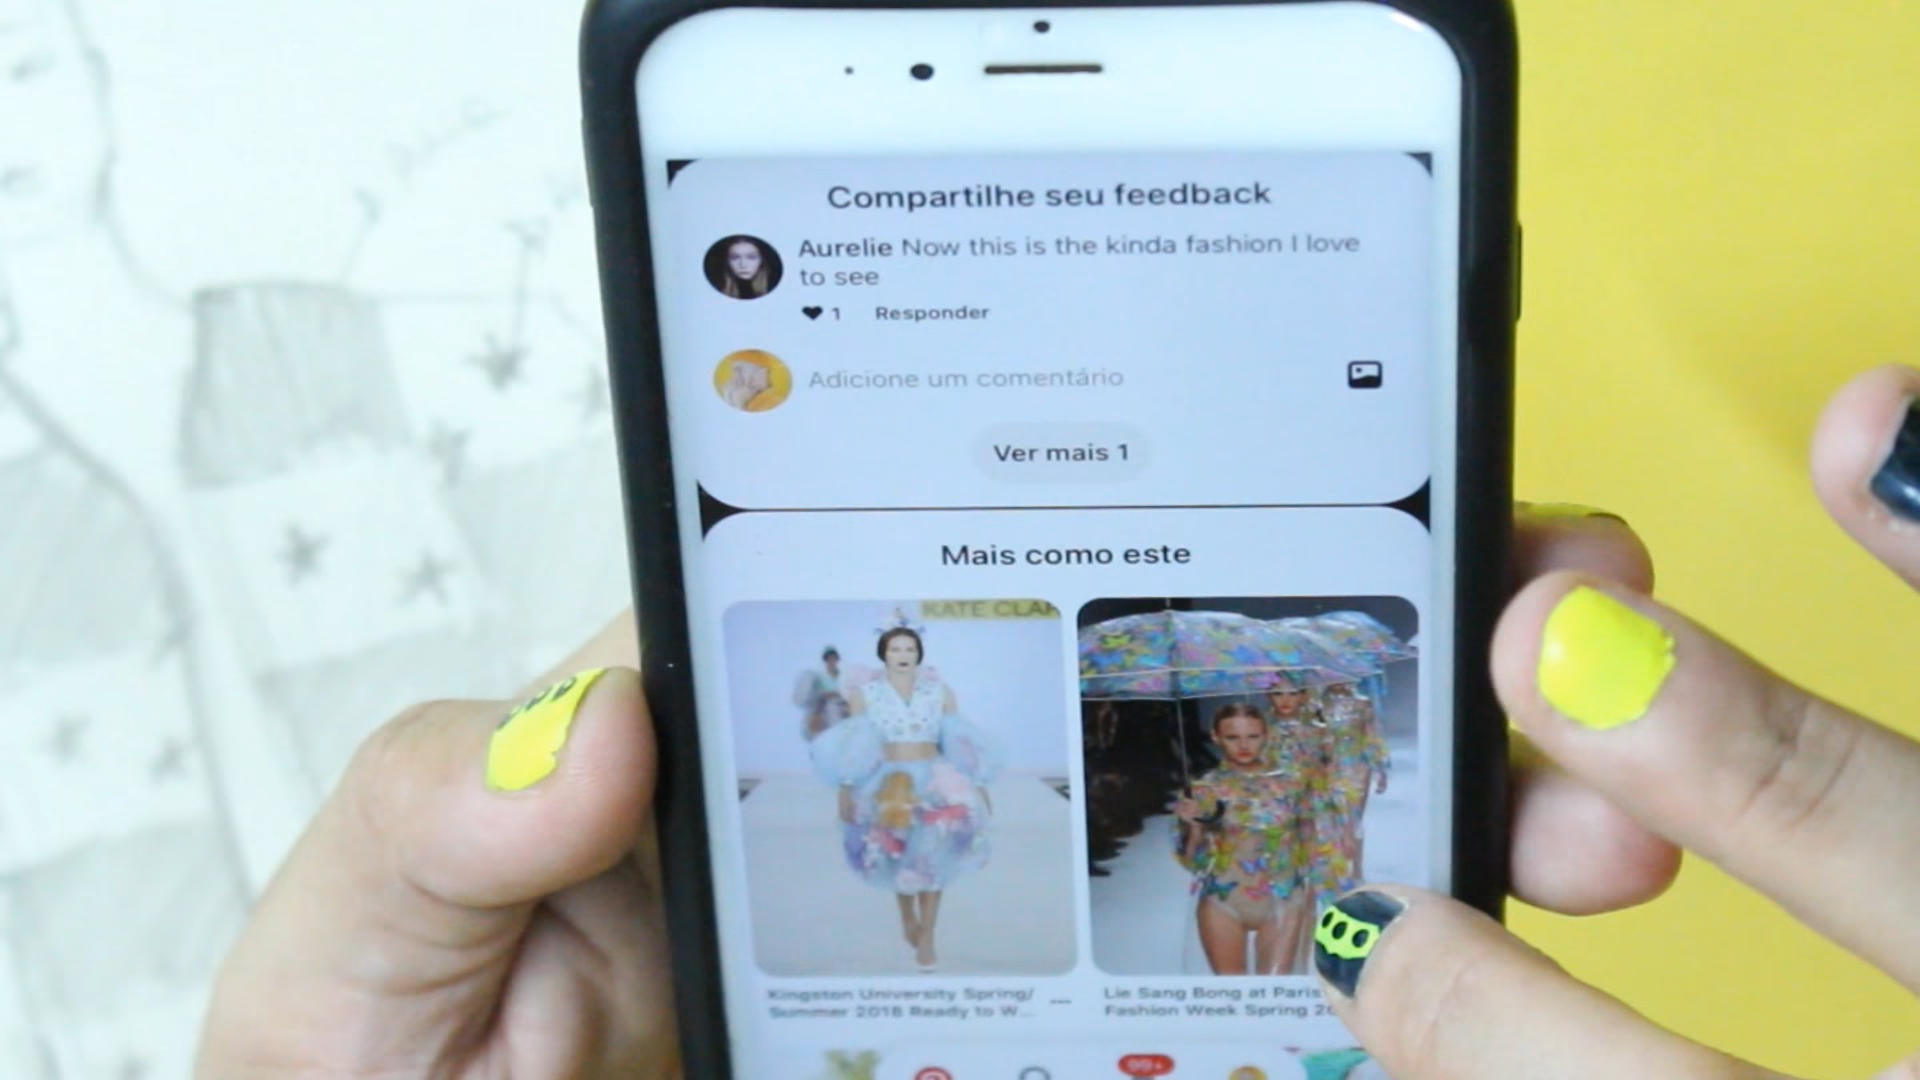 Compartilhe seu feedback
Aurelie Now this is the kinda fashion I love
to see
1 Responder
Adicione um comentário
Ver mais 1
Mais como este
KATE CLAR
Kingston University Spring/ ...
Summer 2018 Ready to W...
Lie Sang Bong at Paris
Fashion Week Spring 20
99+